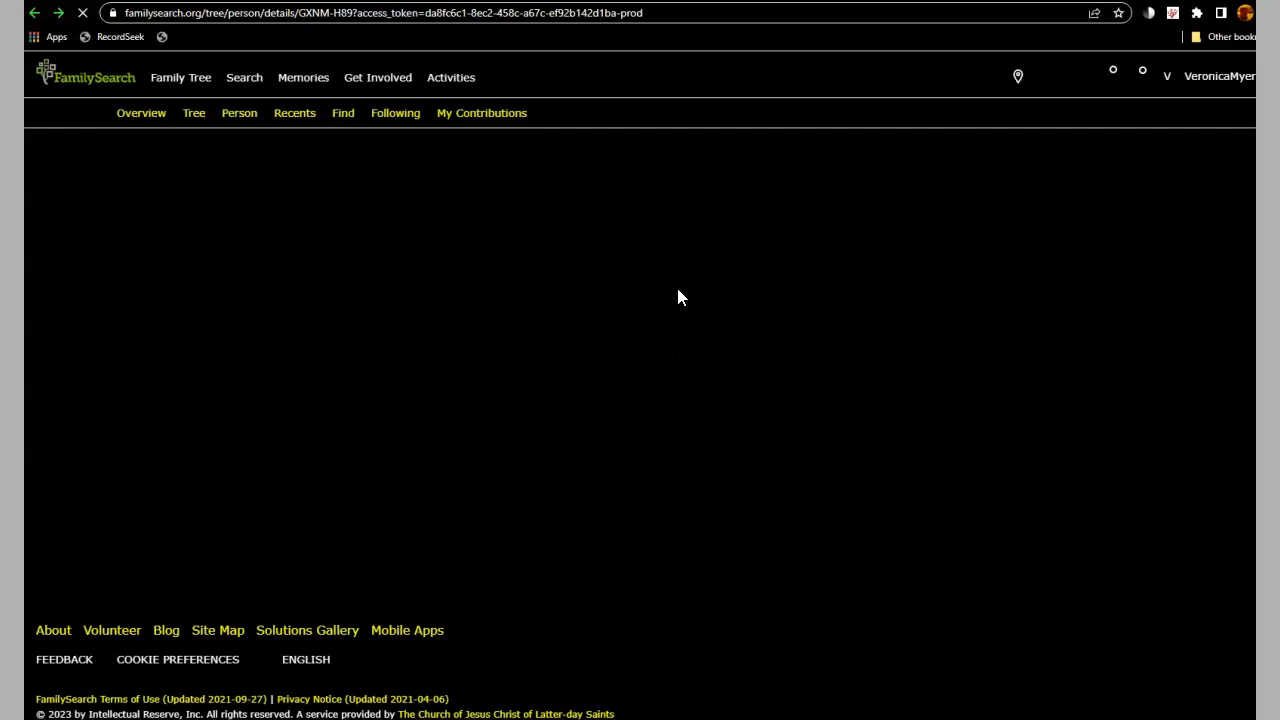 familysearch.org/tree/person/details/GXNM-H89?access_token=da8fc6c1-8ec2-458c-a67c-ef92b142d1ba-prod
Apps RecordSeek Other book
FamilySearch Family Tree Search Memories Get Involved Activities V VeronicaMyer
Overview Tree Person Recents Find Following My Contributions
About Volunteer Blog Site Map Solutions Gallery Mobile Apps
FEEDBACK COOKIE PREFERENCES ENGLISH
FamilySearch Terms of Use (Updated 2021-09-27) | Privacy Notice (Updated 2021-04-06)
© 2023 by Intellectual Reserve, Inc. All rights reserved. A service provided by The Church of Jesus Christ of Latter-day Saints